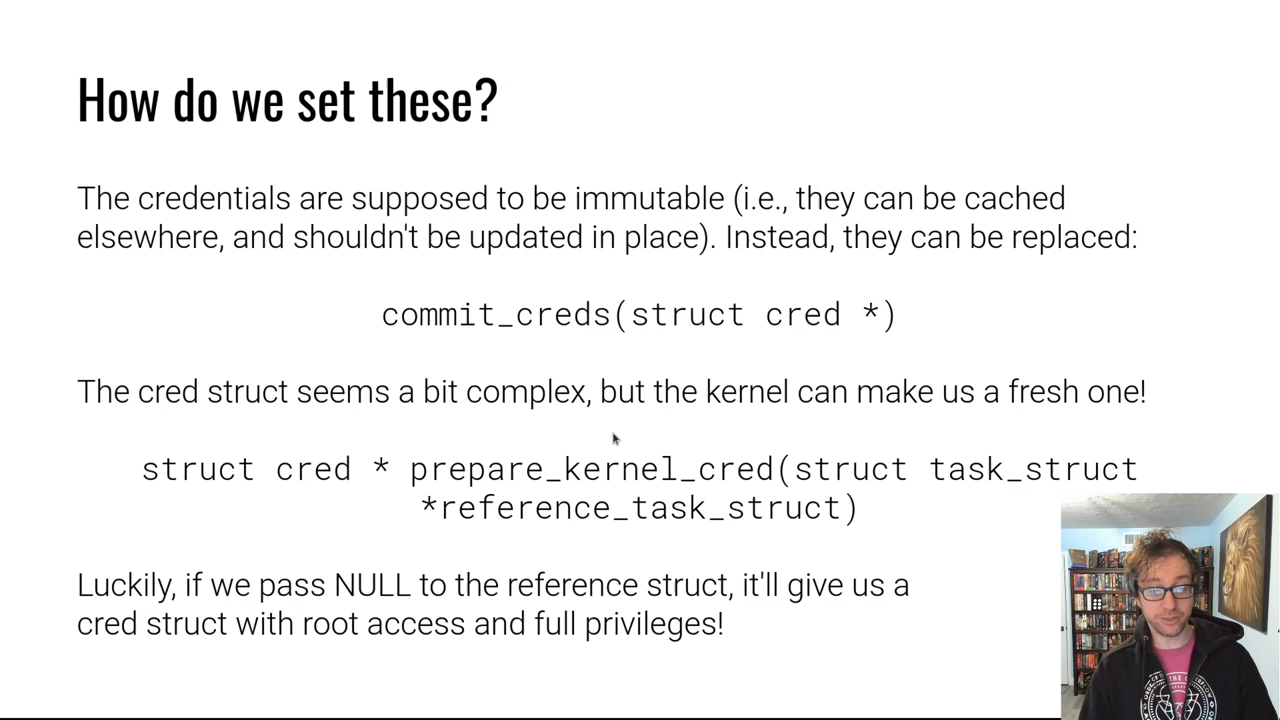 How do we set these?
The credentials are supposed to be immutable (i.e., they can be cached
elsewhere, and shouldn't be updated in place). Instead, they can be replaced:
commit_creds(struct cred *)
The cred struct seems a bit complex, but the kernel can make us a fresh one!
struct cred * prepare_kernel_cred(struct task_struct
*reference_task_struct)
Luckily, if we pass NULL to the reference struct, it'll give us a
cred struct with root access and full privileges!